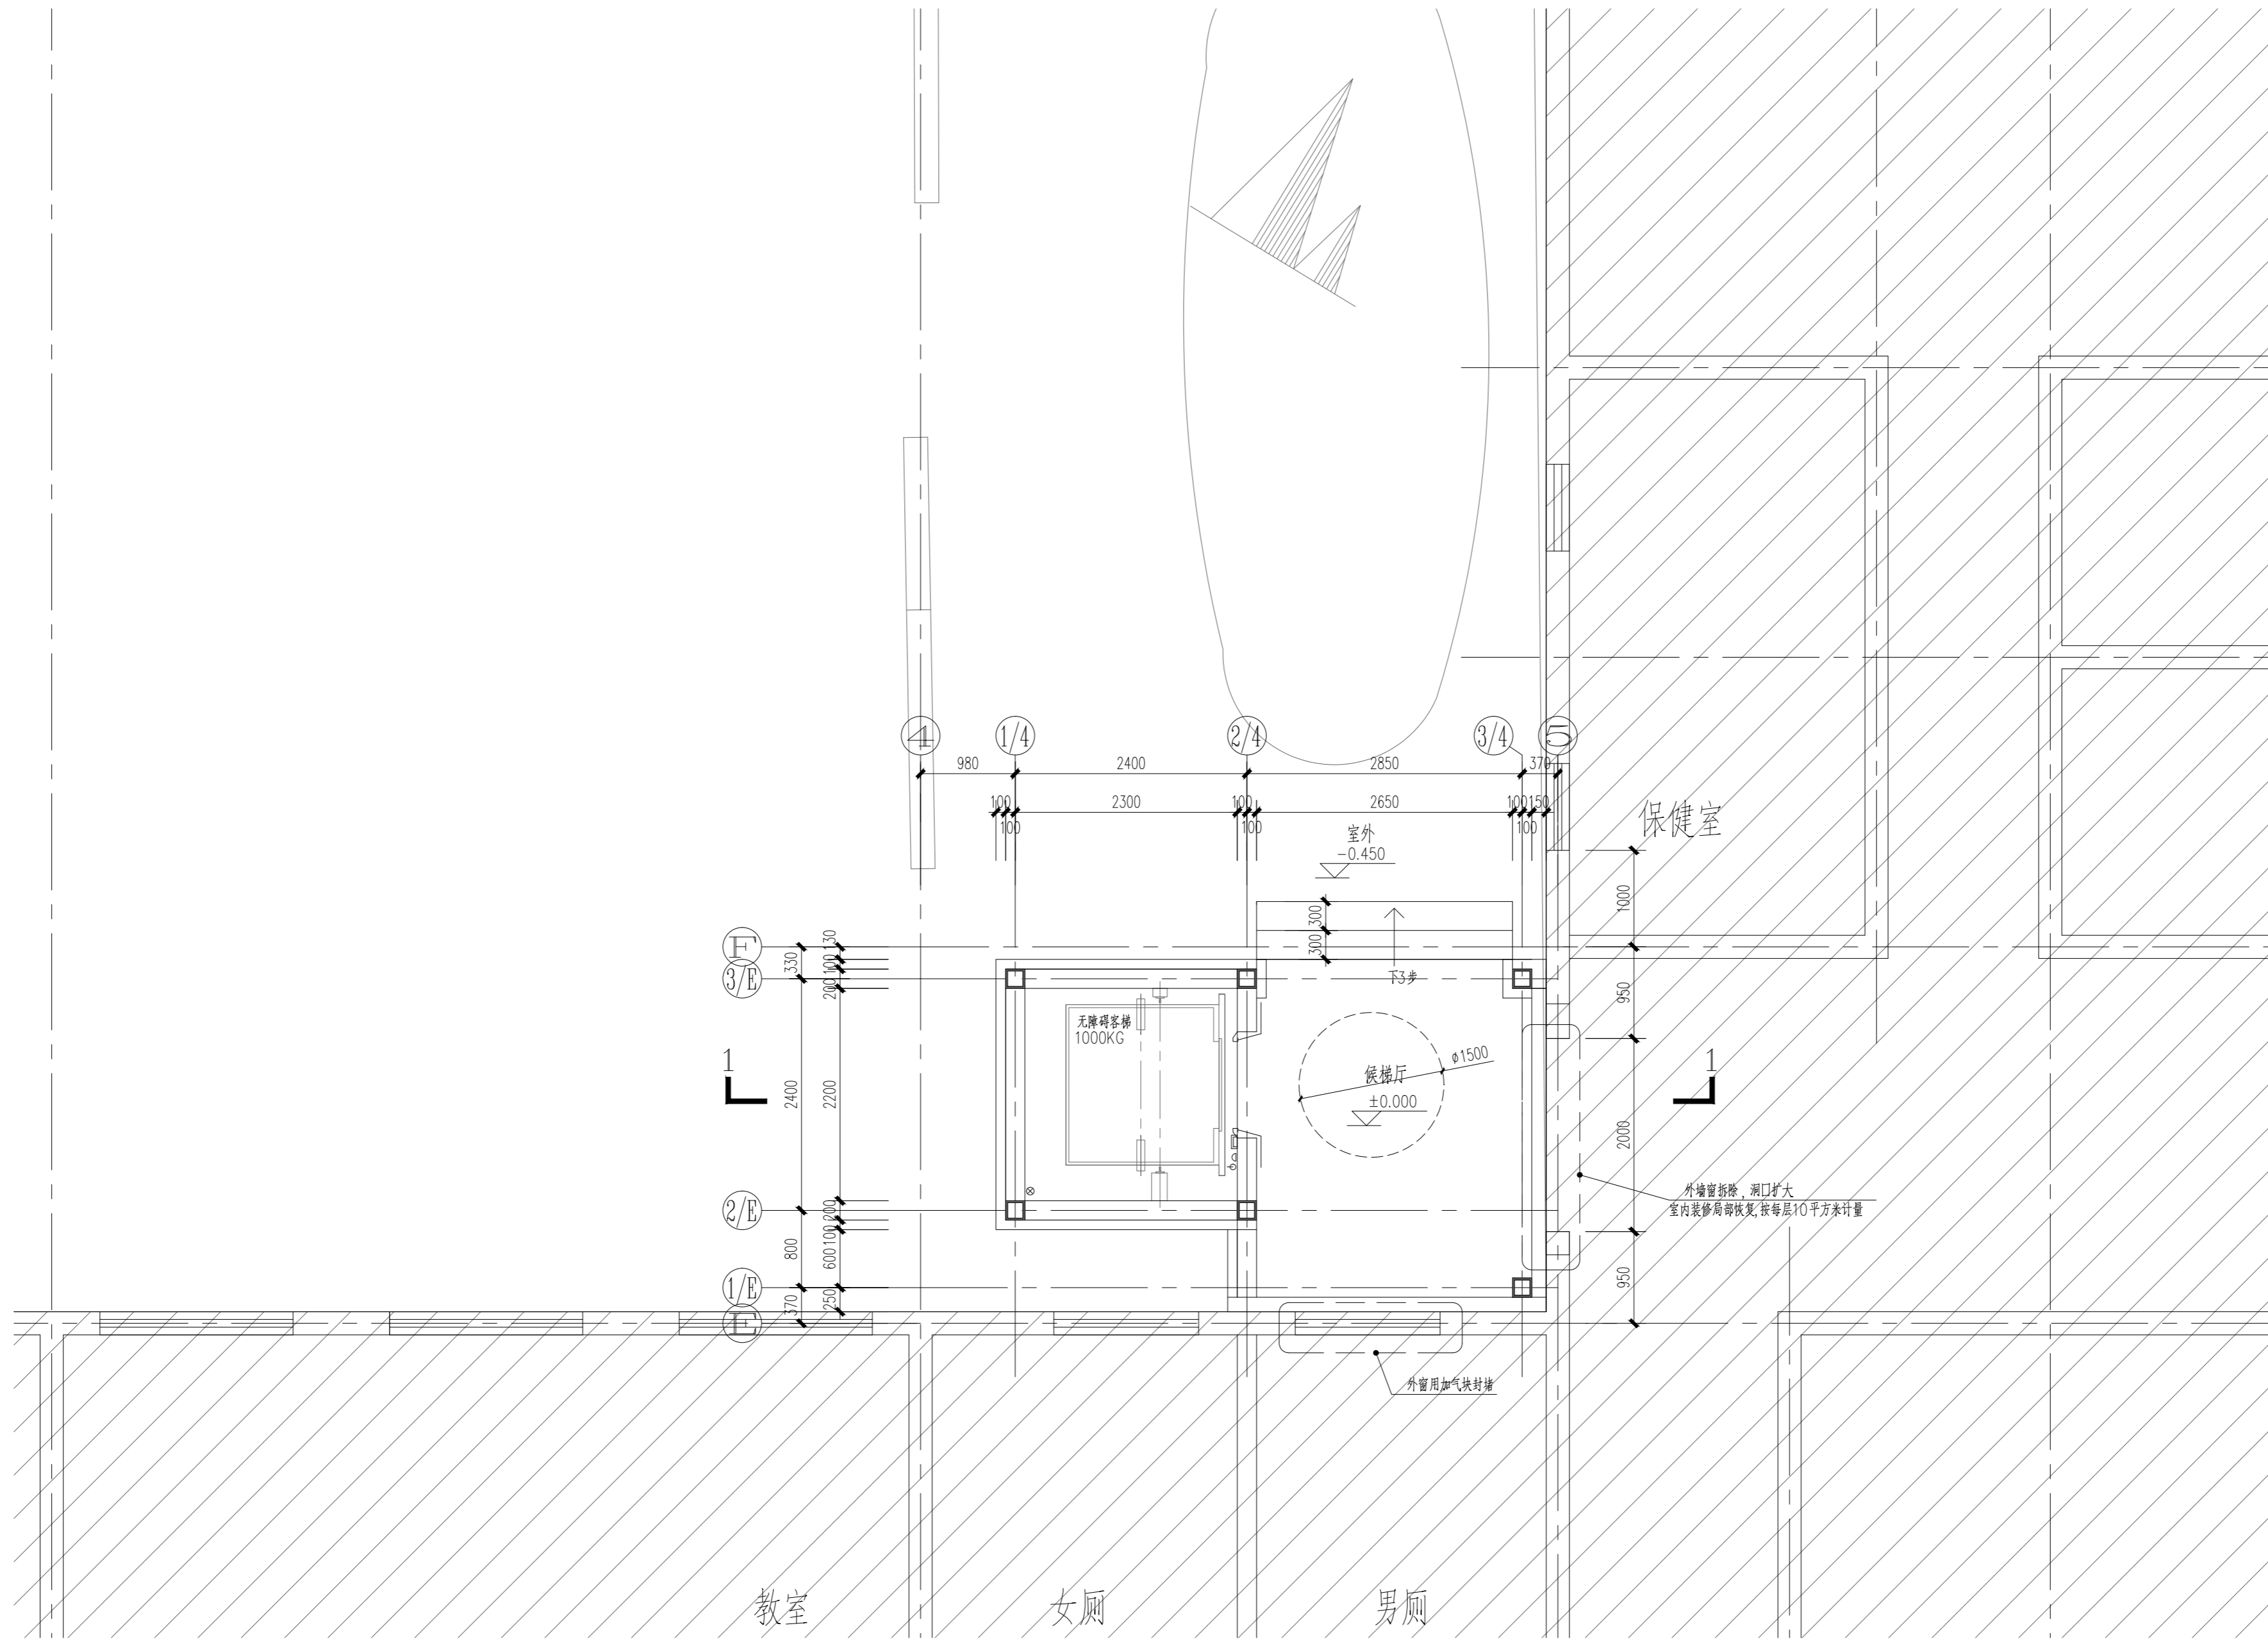 4
1/4
2/4
3/4
5
980
2400
2850
370
100
2300
100
2650
100
150
100
100
100
保健室
室外
-0.450
1000
300
300
下3步
F
330
130
3/E
100
200
950
无障碍客梯
1000KG
候梯厅
ø1500
±0.000
1
1
2400
2200
2000
外墙窗拆除，洞口扩大
室内装修局部恢复,按每层10平方米计量
2/E
200
100
800
600
1/E
370
250
950
E
外窗用加气块封堵
教室
女厕
男厕